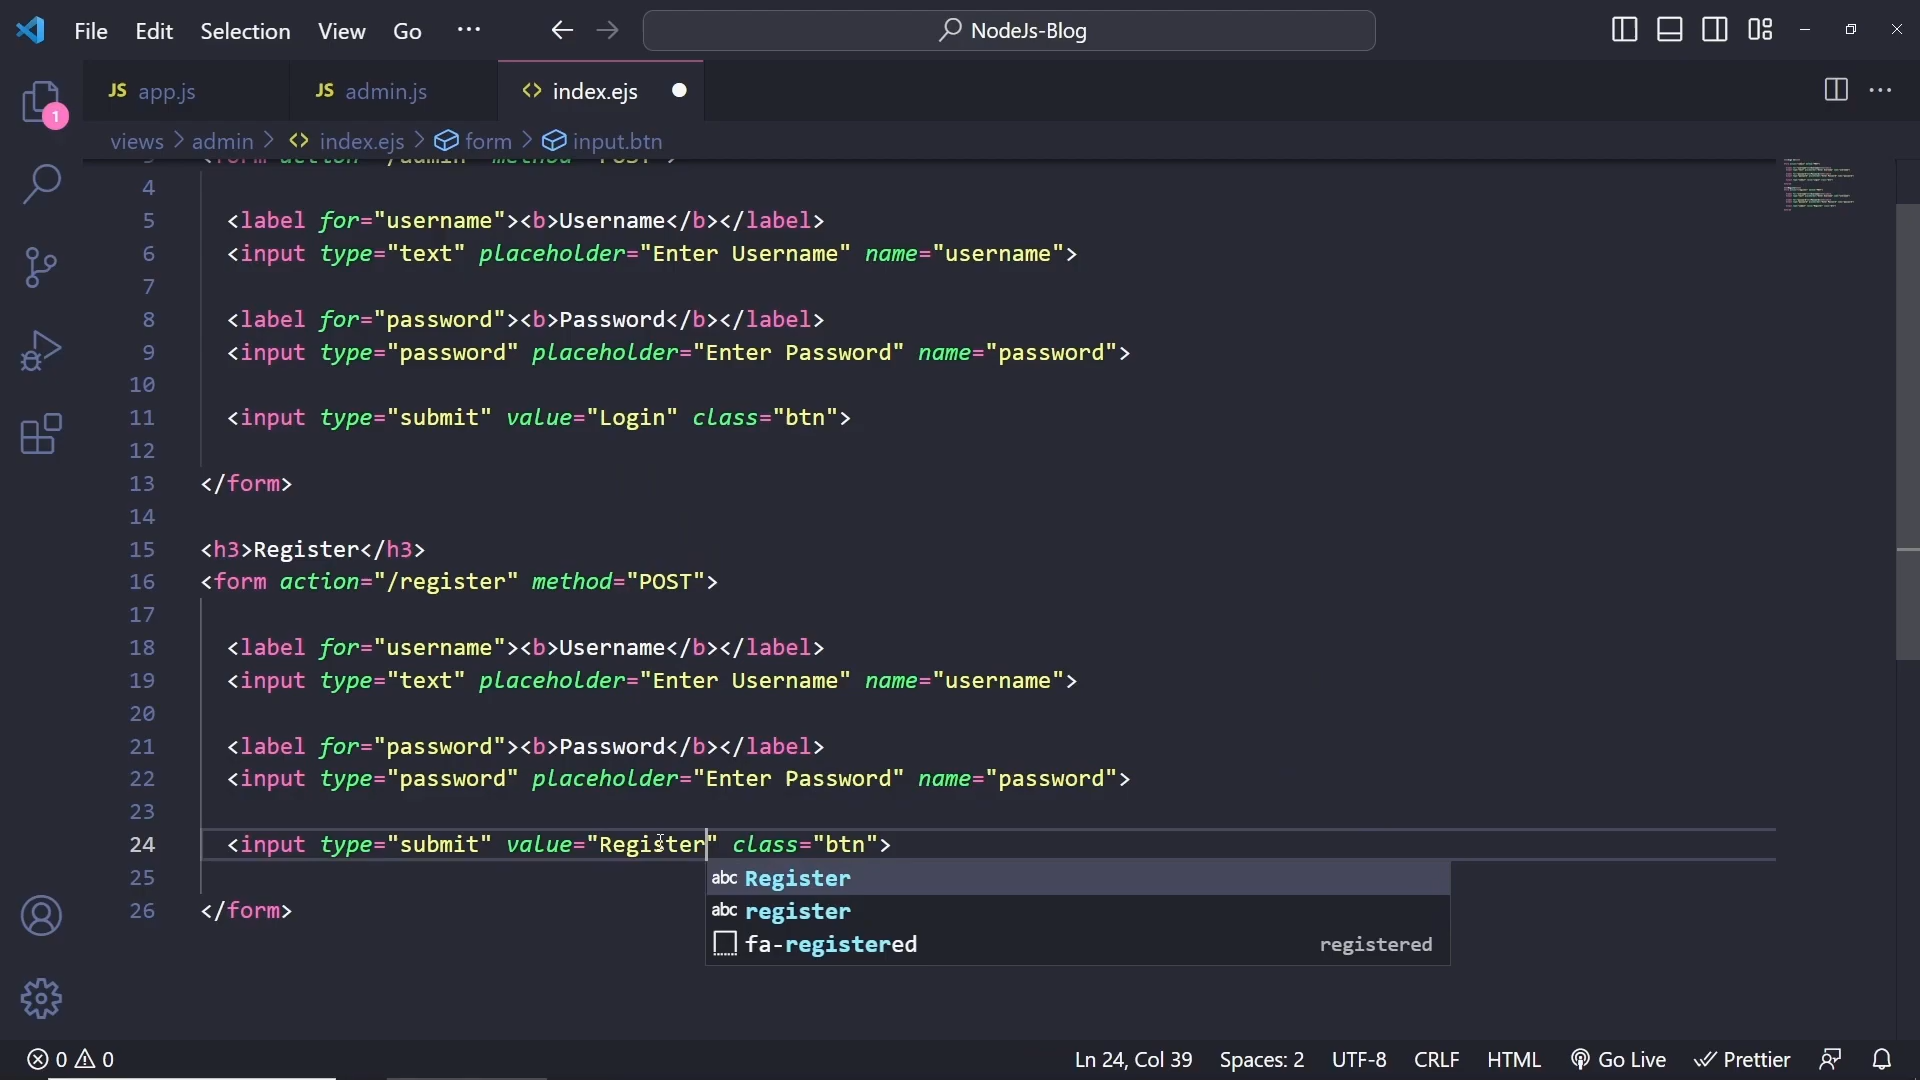 File Edit Selection View Go ··· NodeJs-Blog
JS app.js JS admin.js <> index.ejs
1
views > admin > <> index.ejs > form > input.btn
3 <form action="/admin" method="POST">
4
5 <label for="username"><b>Username</b></label>
6 <input type="text" placeholder="Enter Username" name="username">
7
8 <label for="password"><b>Password</b></label>
9 <input type="password" placeholder="Enter Password" name="password">
10
11 <input type="submit" value="Login" class="btn">
12
13 </form>
14
15 <h3>Register</h3>
16 <form action="/register" method="POST">
17
18 <label for="username"><b>Username</b></label>
19 <input type="text" placeholder="Enter Username" name="username">
20
21 <label for="password"><b>Password</b></label>
22 <input type="password" placeholder="Enter Password" name="password">
23
24 <input type="submit" value="Register" class="btn">
25
abc Register
26 </form>
abc register
fa-registered registered
0 0 Ln 24, Col 39 Spaces: 2 UTF-8 CRLF HTML Go Live Prettier